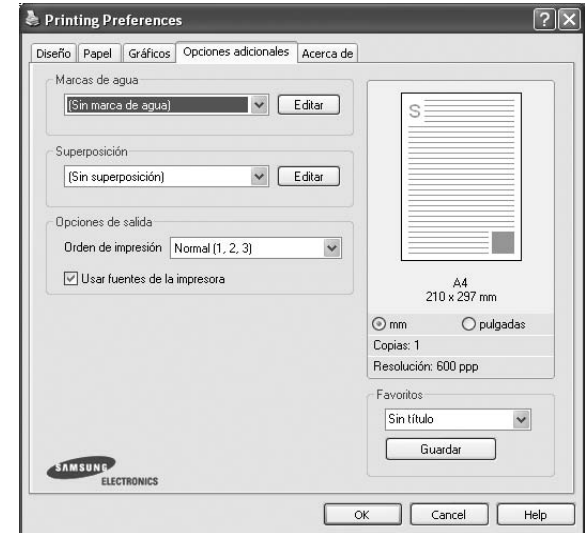 Printing Preferences
Diseño Papel Gráficos Opciones adicionales Acerca de
Marcas de agua
(Sin marca de agua) Editar
Superposición
(Sin superposición) Editar
Opciones de salida
Orden de impresión Normal (1, 2, 3)
Usar fuentes de la impresora
S
A4
210 x 297 mm
mm pulgadas
Copias: 1
Resolución: 600 ppp
Favoritos
Sin título
Guardar
SAMSUNG
ELECTRONICS
OK Cancel Help